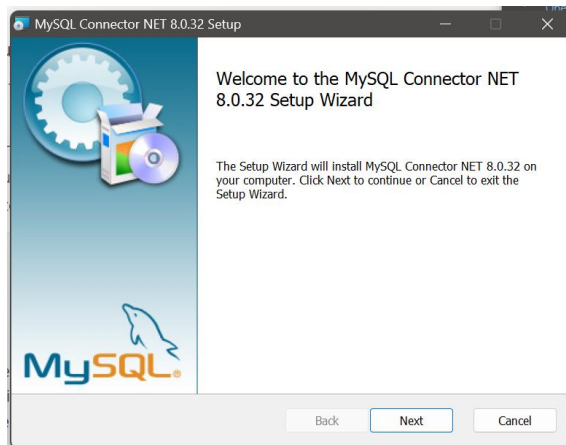 MySQL Connector NET 8.0.32 Setup
Welcome to the MySQL Connector NET
8.0.32 Setup Wizard
The Setup Wizard will install MySQL Connector NET 8.0.32 on
your computer. Click Next to continue or Cancel to exit the
Setup Wizard.
MySQL
Back
Next
Cancel